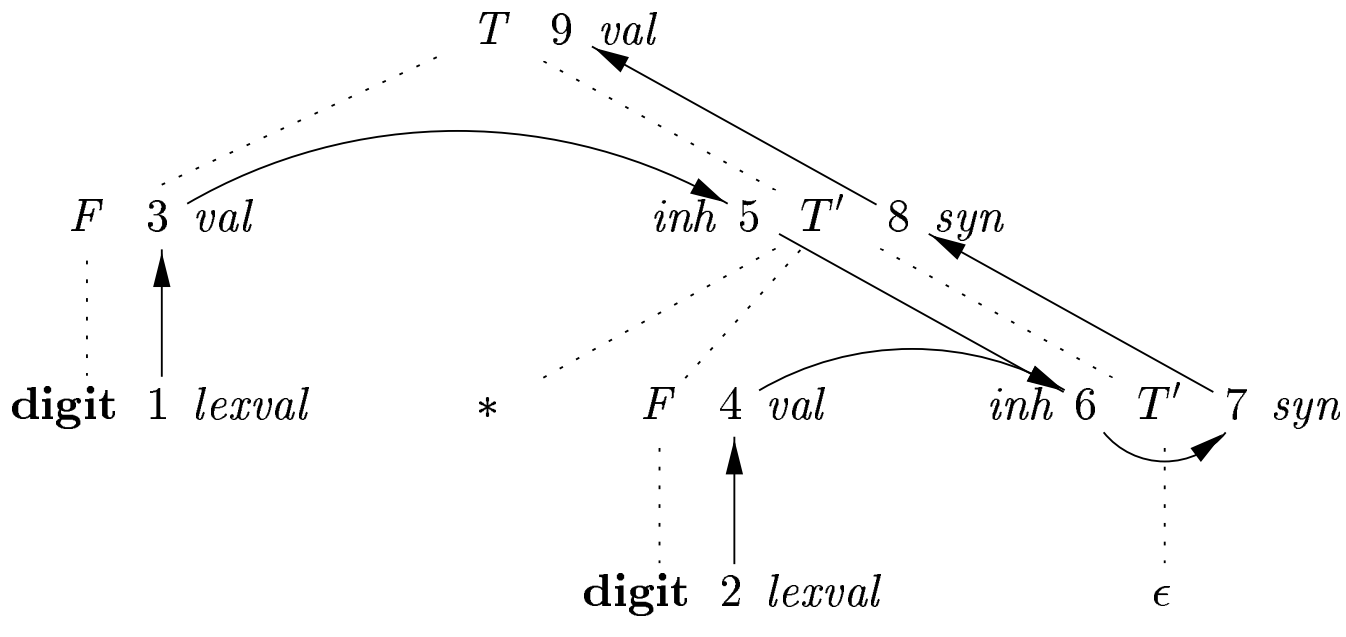 T 9 val
F 3 val inh 5 T′ 8 syn
digit 1 lexval * F 4 val inh 6 T′ 7 syn
digit 2 lexval ϵ